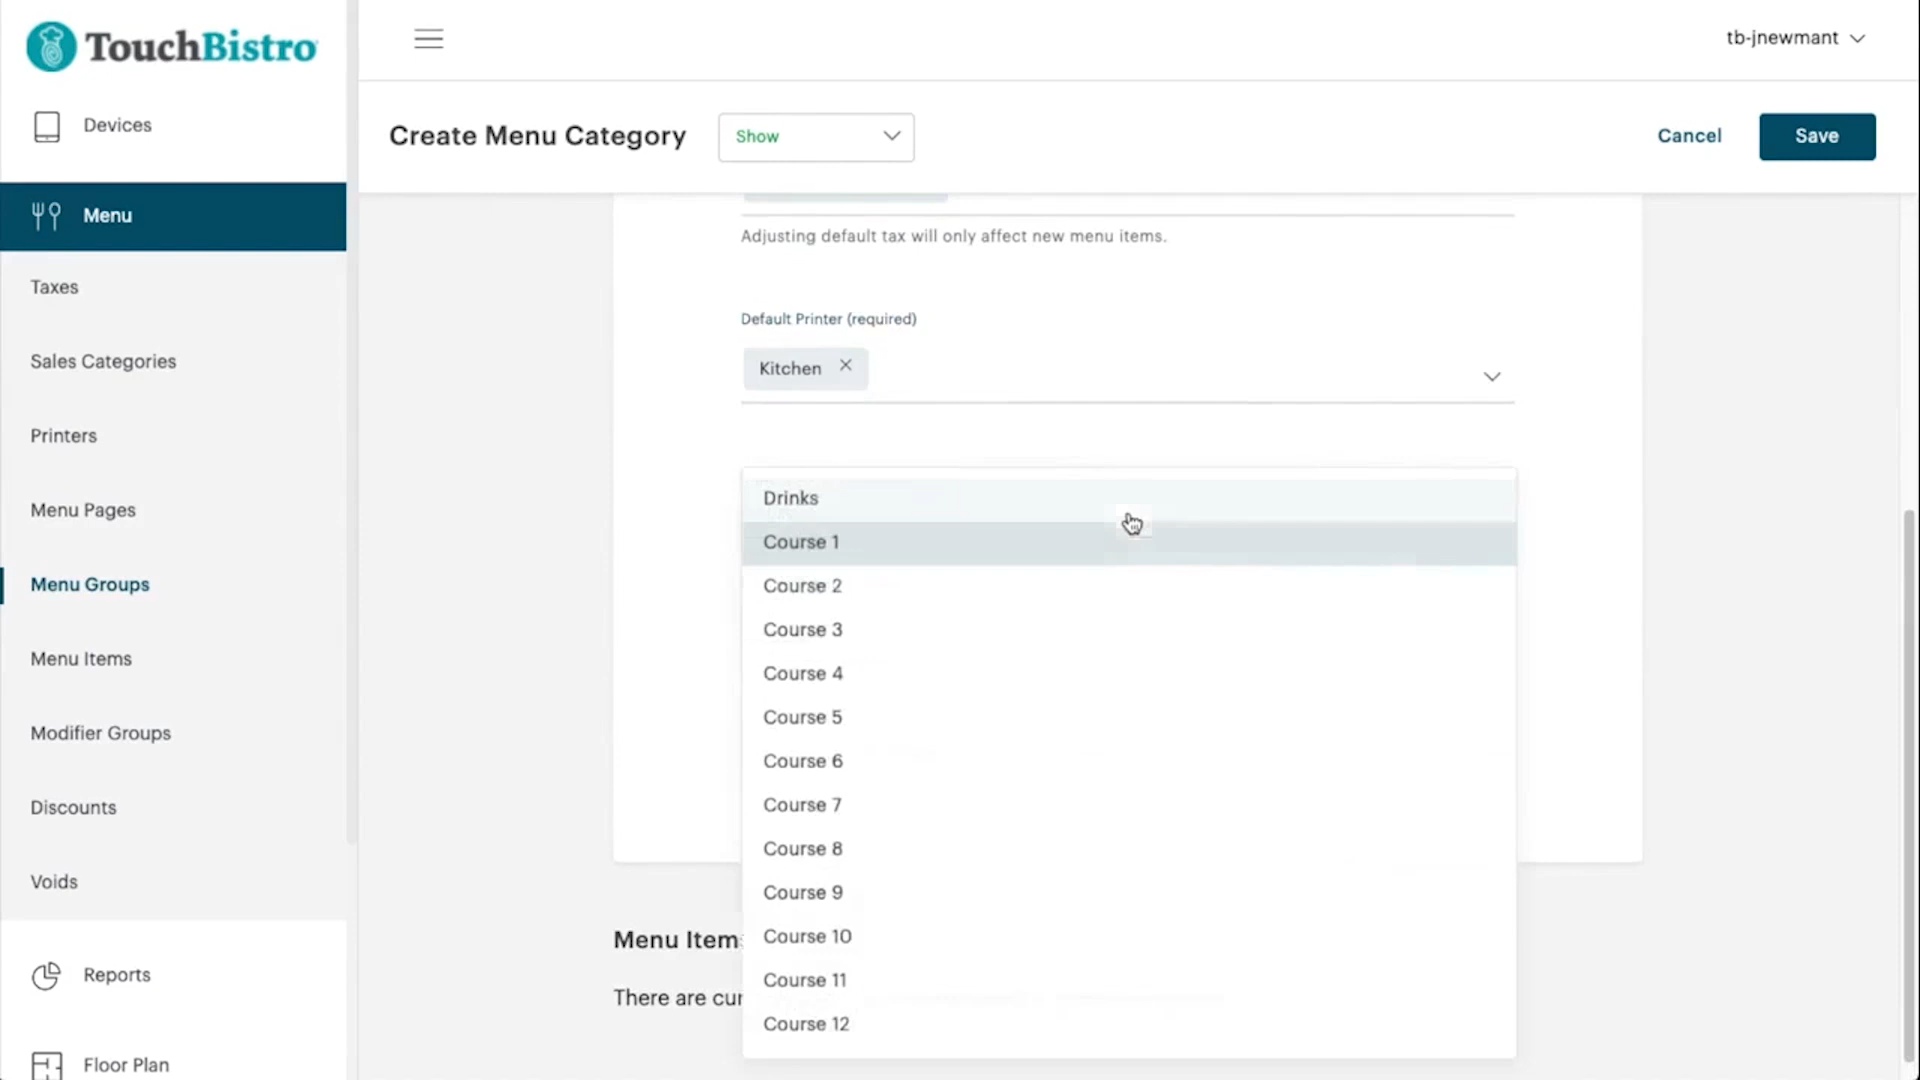 TouchBistro
tb-jnewmant
Devices
Create Menu Category
Show
Cancel
Save
Menu
Adjusting default tax will only affect new menu items.
Taxes
Default Printer (required)
Sales Categories
Kitchen
Printers
Menu Pages
Drinks
Course 1
Menu Groups
Course 2
Course 3
Menu Items
Course 4
Course 5
Modifier Groups
Course 6
Discounts
Course 7
Course 8
Voids
Course 9
Menu Item
Course 10
Reports
Course 11
There are cur
Course 12
Floor Plan